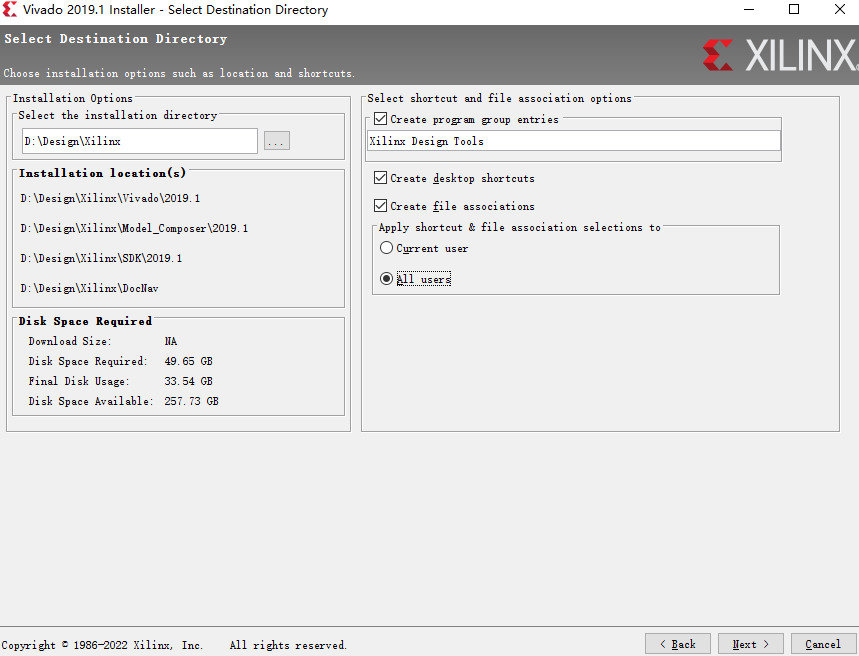 Vivado 2019.1 Installer - Select Destination Directory
Select Destination Directory
Choose installation options such as location and shortcuts.
XILINX
Installation Options
Select the installation directory
D:\Design\Xilinx
...
Installation location(s)
D:\Design\Xilinx\Vivado\2019.1
D:\Design\Xilinx\Model_Composer\2019.1
D:\Design\Xilinx\SDK\2019.1
D:\Design\Xilinx\DocNav
Disk Space Required
Download Size: NA
Disk Space Required: 49.65 GB
Final Disk Usage: 33.54 GB
Disk Space Available: 257.73 GB
Select shortcut and file association options
Create program group entries
Xilinx Design Tools
Create desktop shortcuts
Create file associations
Apply shortcut & file association selections to
Current user
All users
Copyright © 1986-2022 Xilinx, Inc. All rights reserved.
< Back
Next >
Cancel